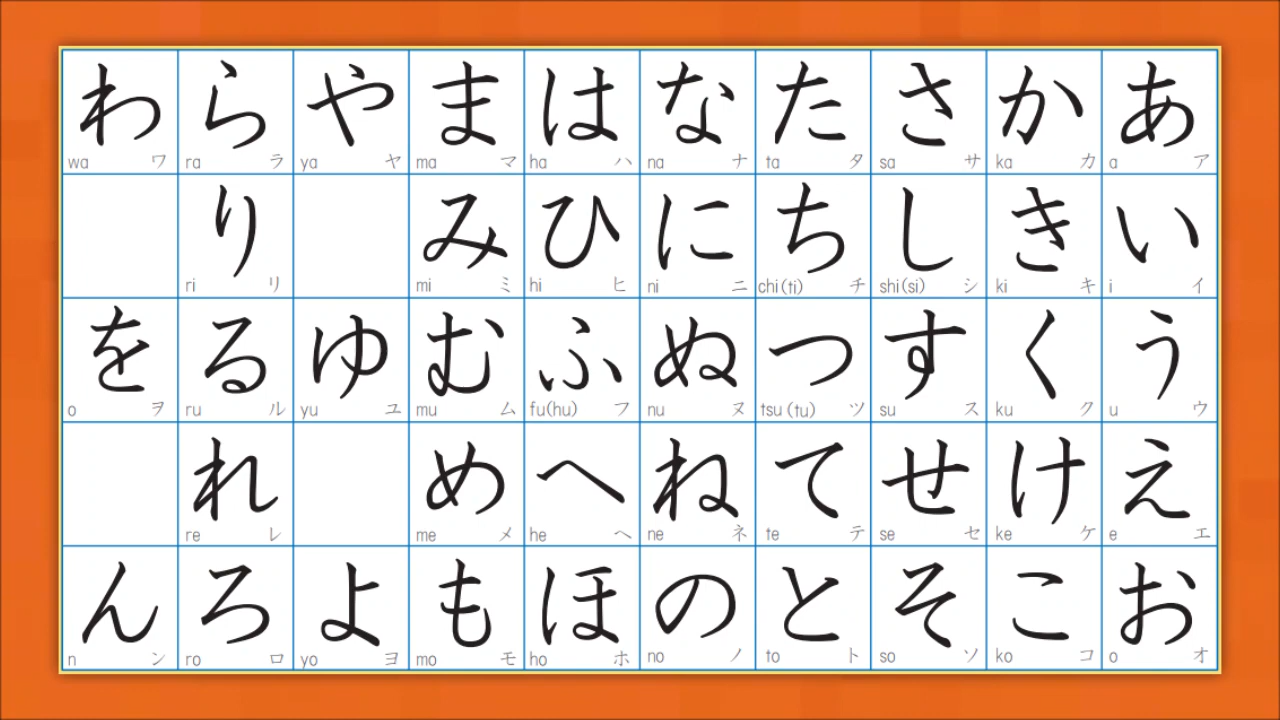 わ ら や ま は な た さ か あ
wa ワ ra ラ ya ヤ ma マ ha ハ na ナ ta タ sa サ ka カ a ア
り み ひ に ち し き い
ri リ mi ミ hi ヒ ni ニ chi(ti) チ shi(si) シ ki キ i イ
を る ゆ む ふ ぬ つ す く う
o ヲ ru ル yu ユ mu ム fu(hu) フ nu ヌ tsu(tu) ツ su ス ku ク u ウ
れ め へ ね て せ け え
re レ me メ he ヘ ne ネ te テ se セ ke ケ e エ
ん ろ よ も ほ の と そ こ お
n ン ro ロ yo ヨ mo モ ho ホ no ノ to ト so ソ ko コ o オ